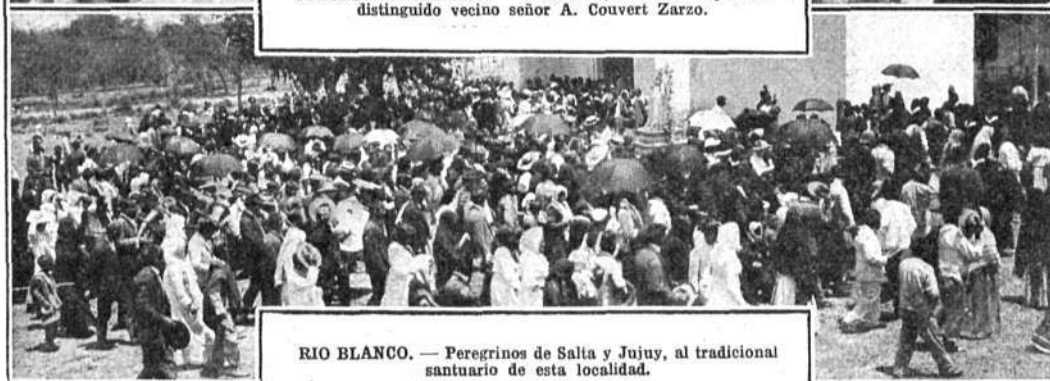 distinguido vecino señor A. Couvert Zarzo.
RIO BLANCO. — Peregrinos de Salta y Jujuy, al tradicional
santuario de esta localidad.